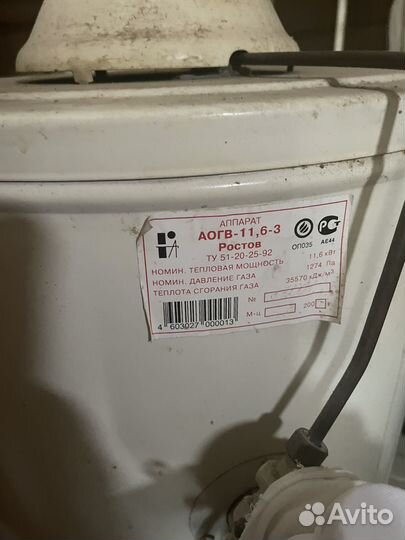 АППАРАТ
АОГВ-11,6-3
Ростов
ТУ 51-20-25-92
ОП035
АЕ44
НОМИН. ТЕПЛОВАЯ МОЩНОСТЬ 11,6 кВт
НОМИН. ДАВЛЕНИЕ ГАЗА 1274 Па
ТЕПЛОТА СГОРАНИЯ ГАЗА 35570 кДж/м3
№
М-Ц 200
4 603027 000013
Avito